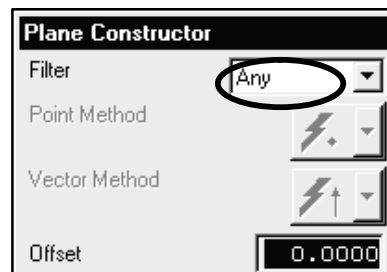 Plane Constructor
Filter Any
Point Method
Vector Method
Offset 0.0000